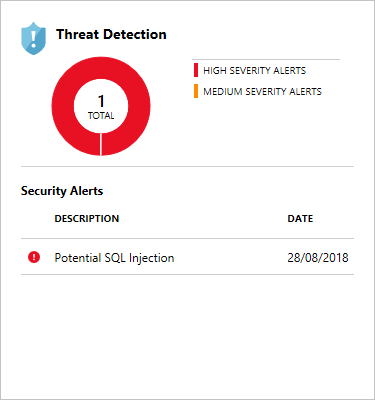 Threat Detection
1
TOTAL
HIGH SEVERITY ALERTS
MEDIUM SEVERITY ALERTS
Security Alerts
DESCRIPTION DATE
Potential SQL Injection 28/08/2018